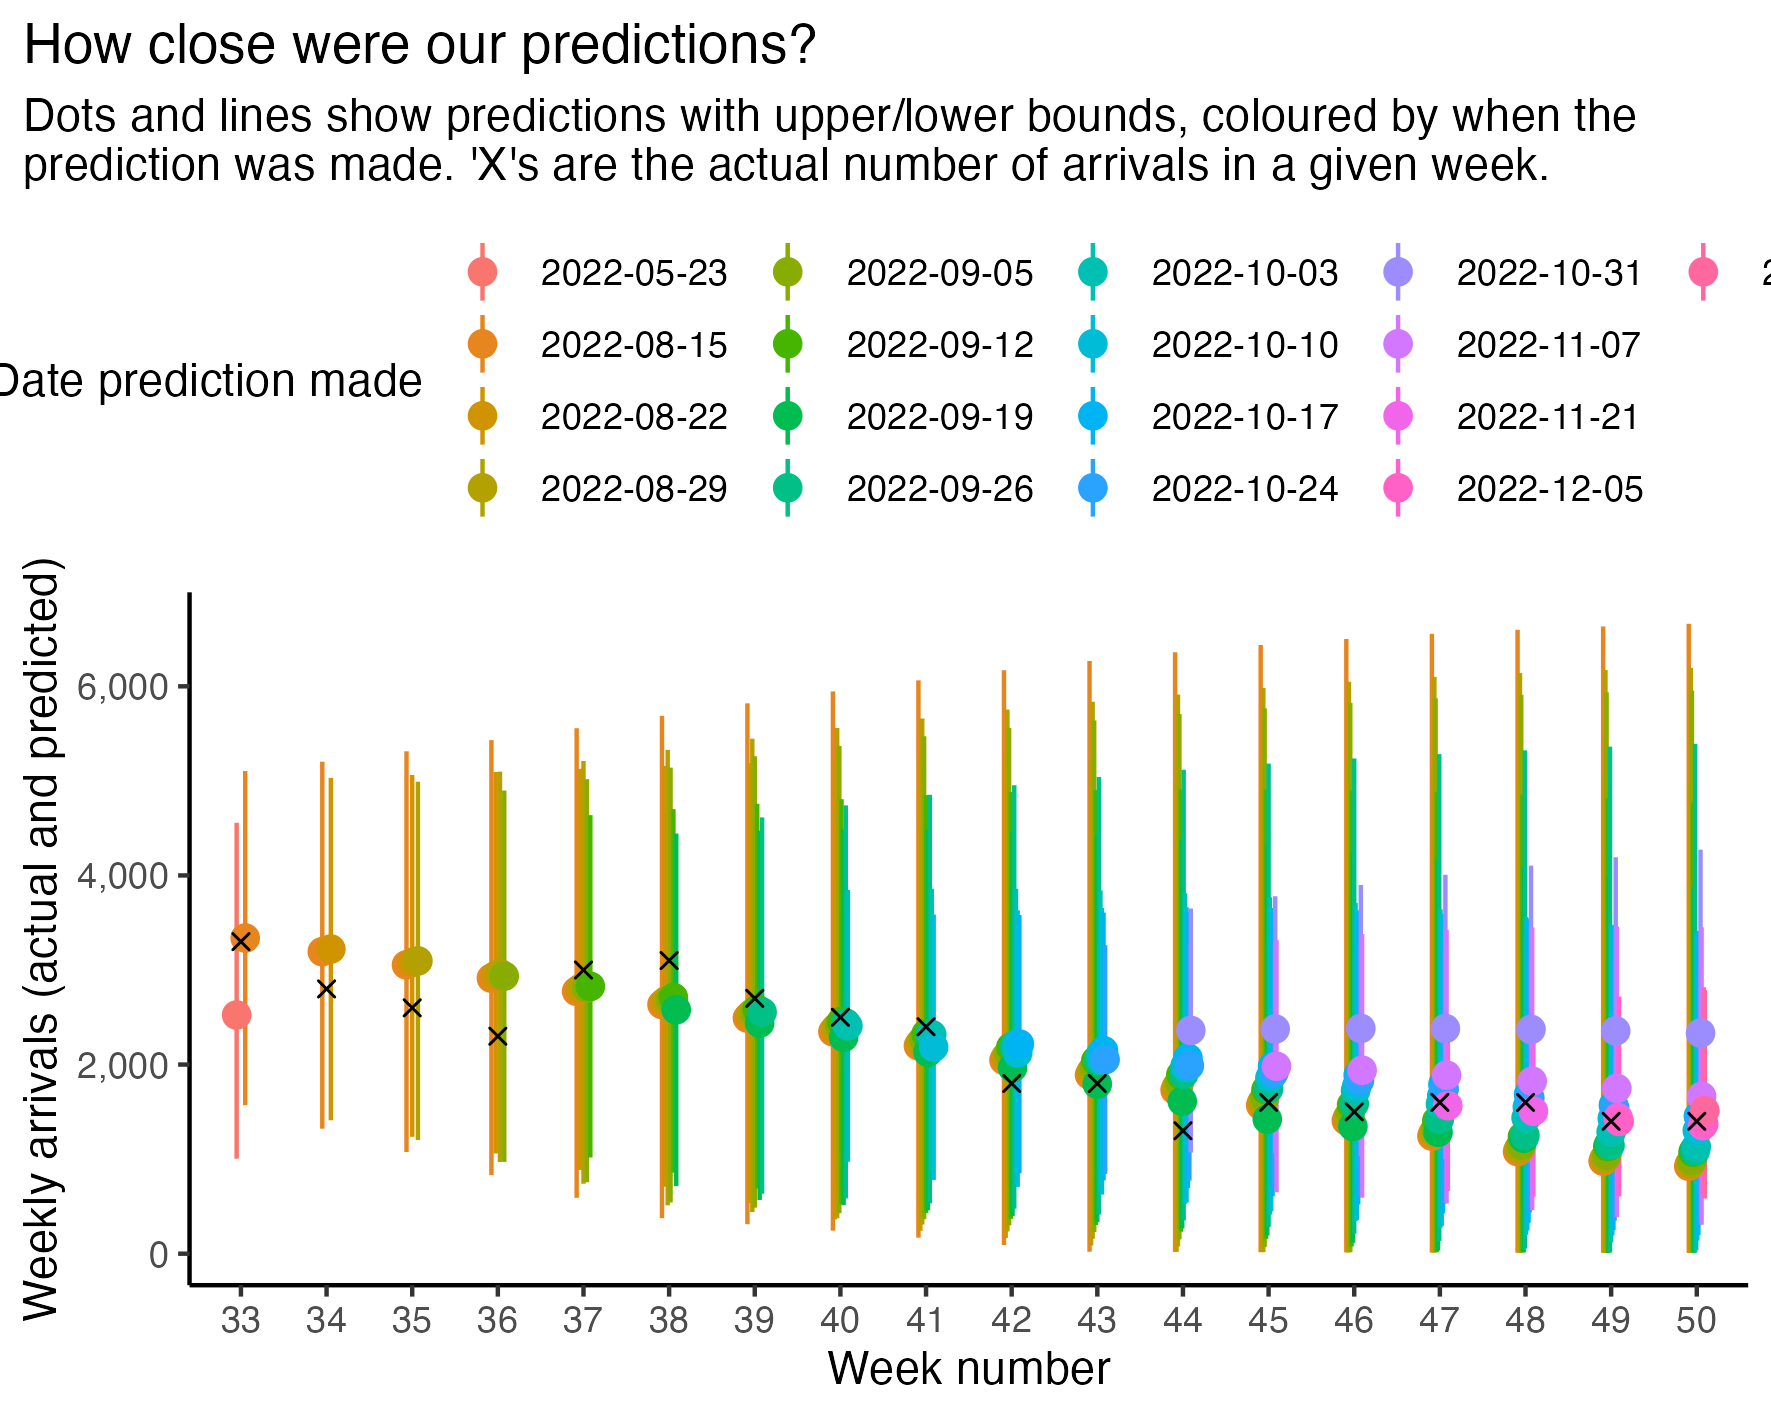 How close were our predictions?
Dots and lines show predictions with upper/lower bounds, coloured by when the
prediction was made. 'X's are the actual number of arrivals in a given week.
Date prediction made
2022-05-23
2022-08-15
2022-08-22
2022-08-29
2022-09-05
2022-09-12
2022-09-19
2022-09-26
2022-10-03
2022-10-10
2022-10-17
2022-10-24
2022-10-31
2022-11-07
2022-11-21
2022-12-05
Weekly arrivals (actual and predicted)
6,000
4,000
2,000
0
33 34 35 36 37 38 39 40 41 42 43 44 45 46 47 48 49 50
Week number